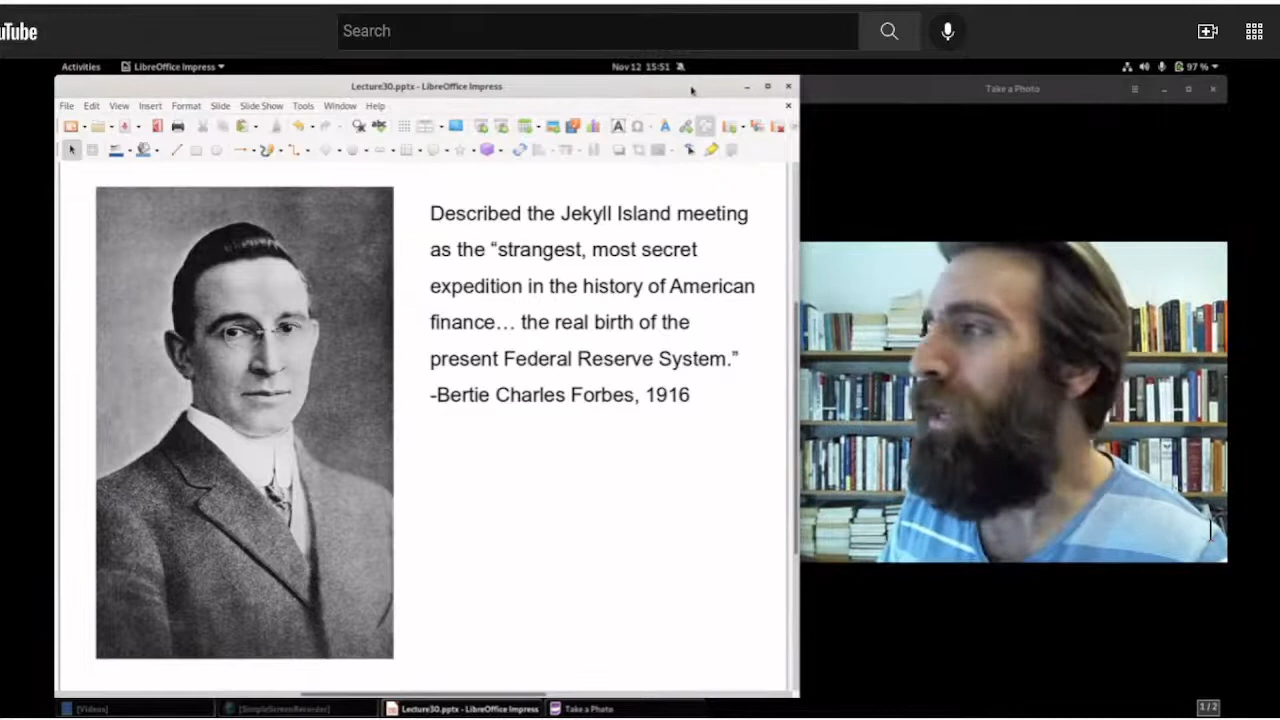 uTube
Search
Activities LibreOffice Impress Nov 12 15:51 97 %
Lecture30.pptx - LibreOffice Impress
Take a Photo
File Edit View Insert Format Slide Slide Show Tools Window Help
Described the Jekyll Island meeting
as the “strangest, most secret
expedition in the history of American
finance… the real birth of the
present Federal Reserve System.”
-Bertie Charles Forbes, 1916
[Videos] [SimpleScreenRecorder] Lecture30.pptx - LibreOffice Impress Take a Photo 1 / 2